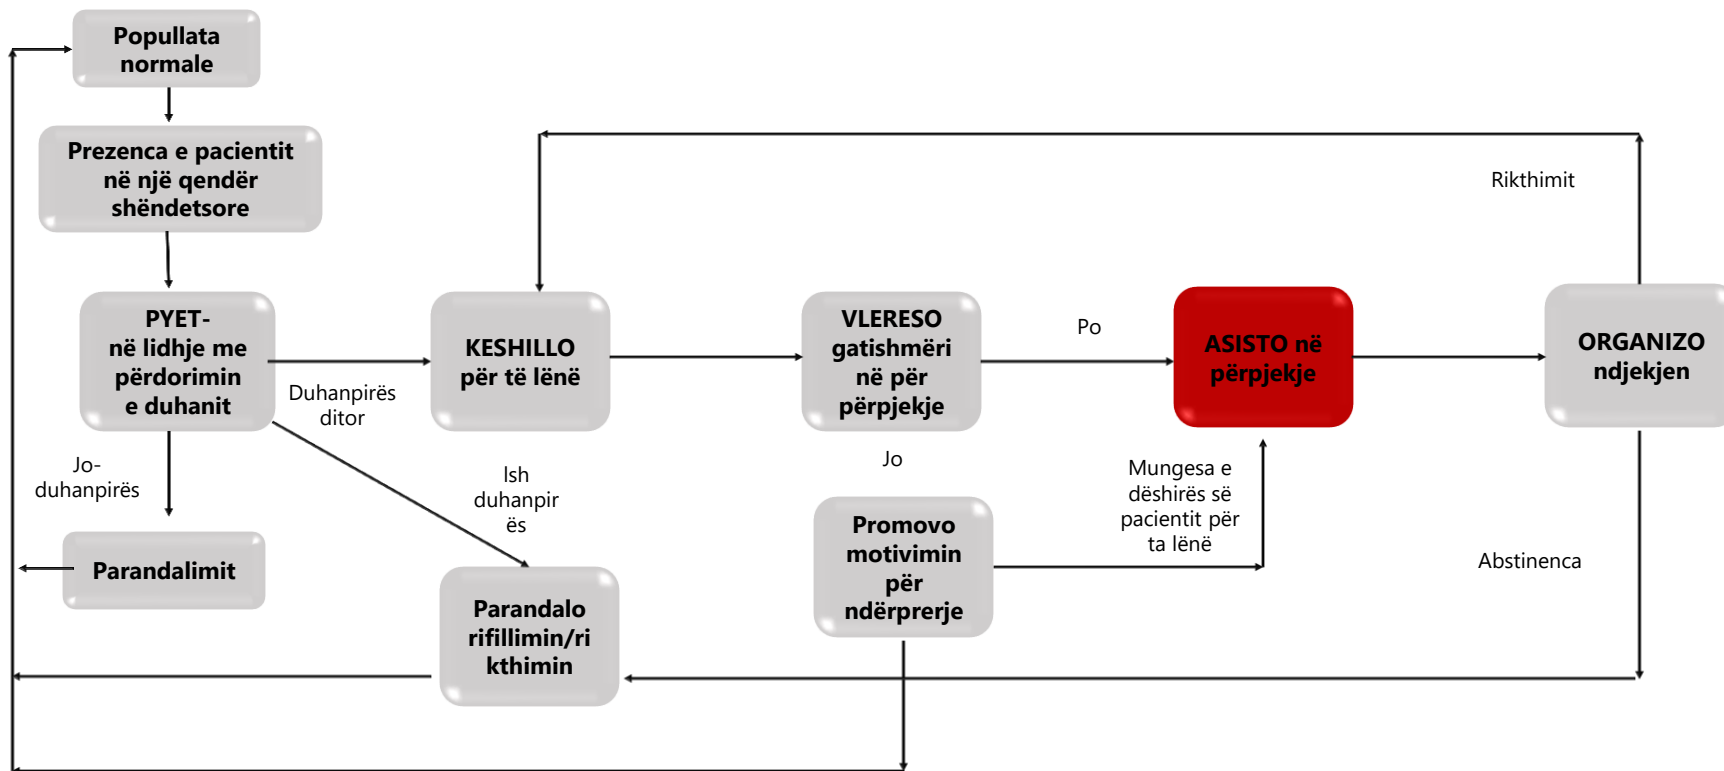 Popullata
normale
Prezenca e pacientit
në një qendër
shëndetsore
Rikthimit
PYET-
në lidhje me
përdorimin
e duhanit
Duhanpirës
ditor
KESHILLO
për të lënë
VLERESO
gatishmëri
në për
përpjekje
Po
ASISTO në
përpjekje
ORGANIZO
ndjekjen
Jo-
duhanpirës
Ish
duhanpir
ës
Jo
Mungesa e
dëshirës së
pacientit për
ta lënë
Parandalimit
Promovo
motivimin
për
ndërprerje
Abstinenca
Parandalo
rifillimin/ri
kthimin